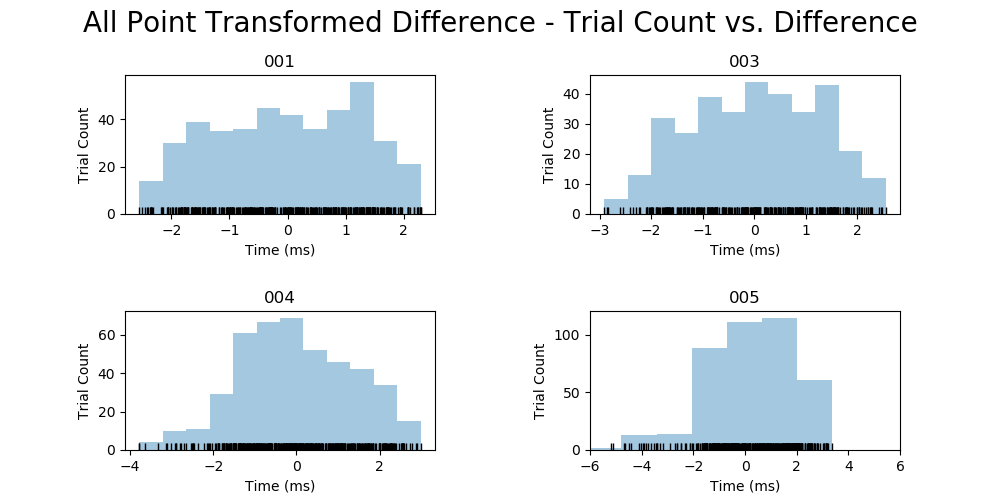 All Point Transformed Difference - Trial Count vs. Difference
001
003
Trial Count
40
20
0
−2 −1 0 1 2
Time (ms)
Trial Count
40
30
20
10
0
−3 −2 −1 0 1 2
Time (ms)
004
005
Trial Count
60
40
20
0
−4 −2 0 2
Time (ms)
Trial Count
100
50
0
−6 −4 −2 0 2 4 6
Time (ms)